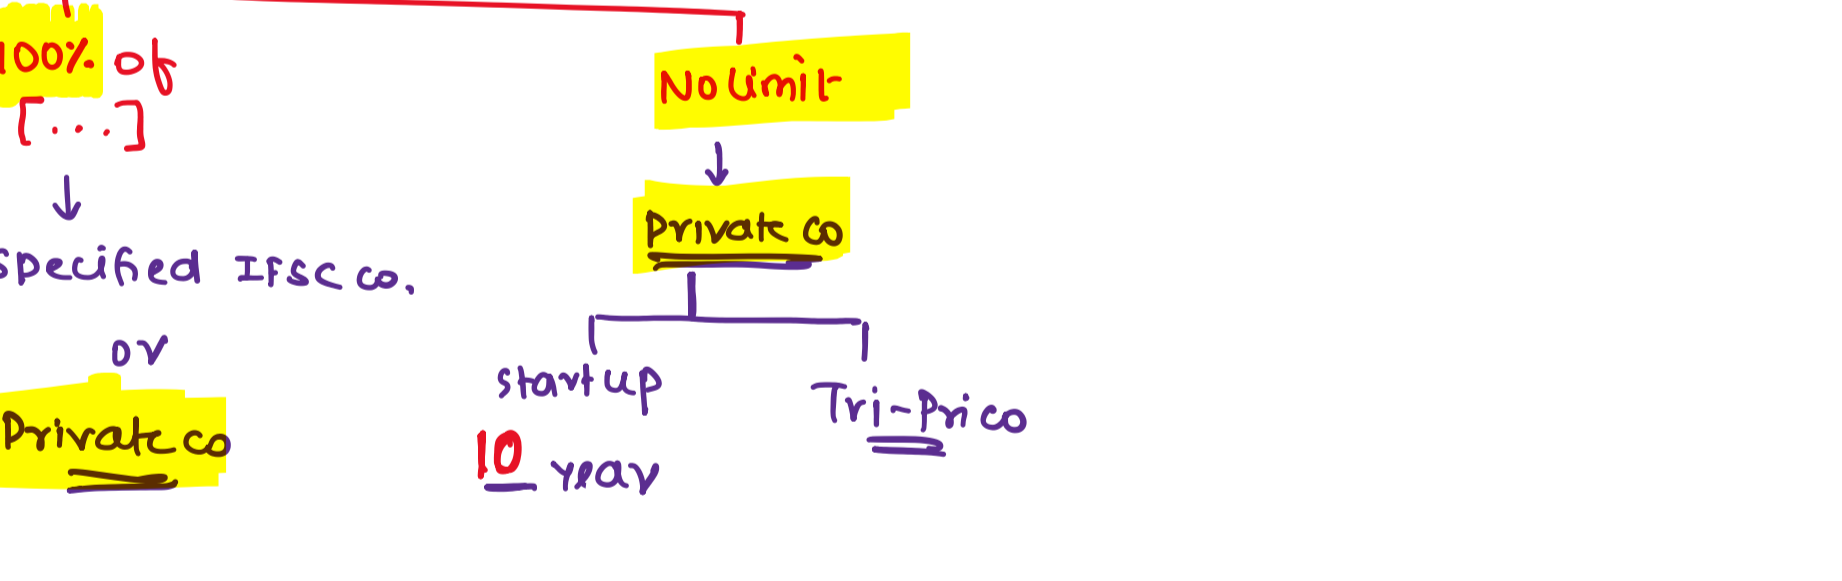 100% of
[...]
specified IFSC co.
or
Private co
No limit
Private co
startup
10 year
Tri-Pri co